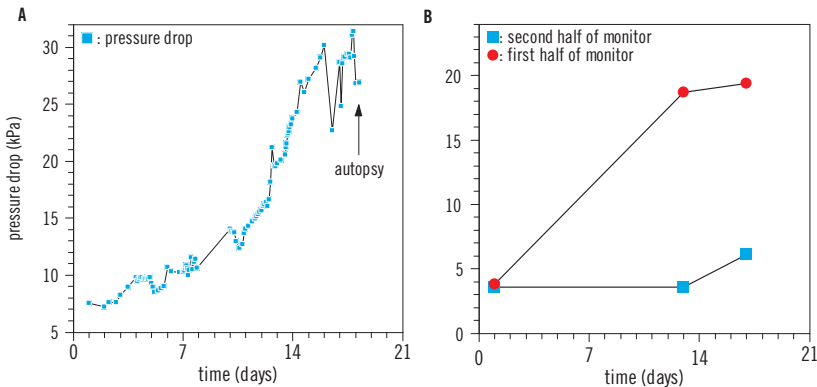 A
: pressure drop
30
25
20
15
10
5
pressure drop (kPa)
autopsy
0
7
14
21
time (days)
B
: second half of monitor
: first half of monitor
20
15
10
5
0
0
7
14
21
time (days)